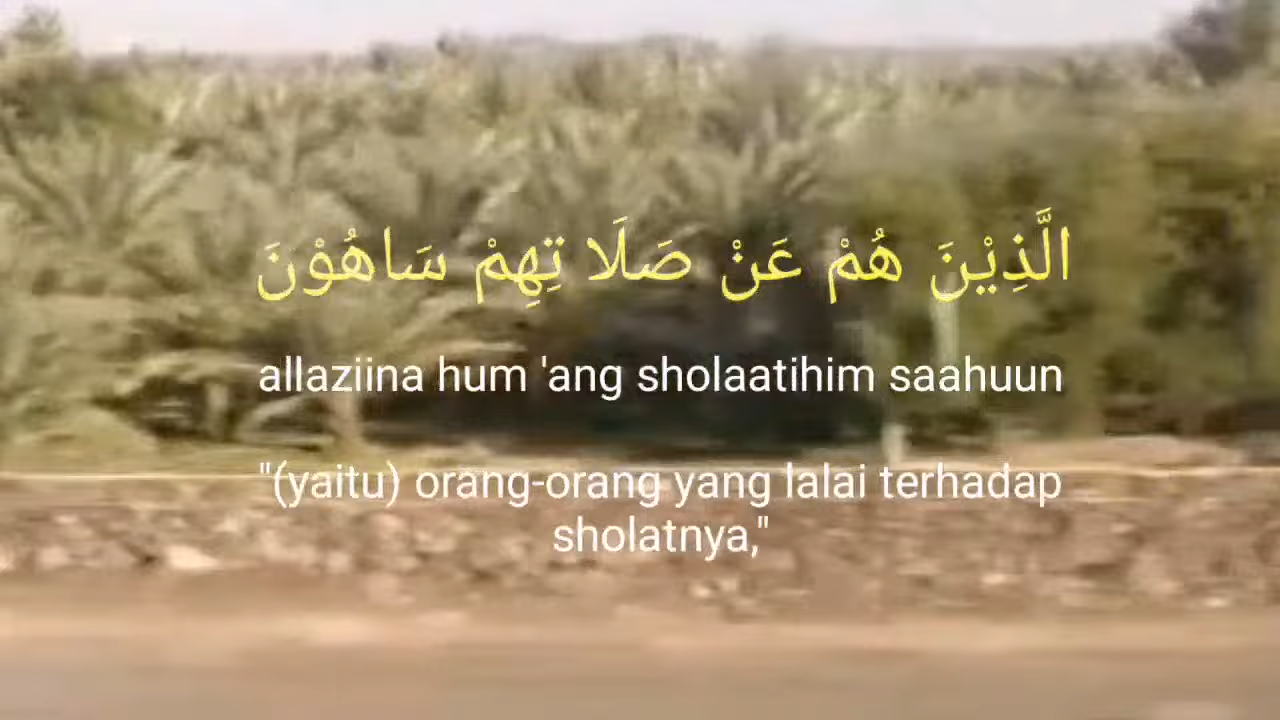 الَّذِيْنَ هُمْ عَنْ صَلَا تِهِمْ سَاهُوْنَ
allaziina hum 'ang sholaatihim saahuun
"(yaitu) orang-orang yang lalai terhadap
sholatnya,"